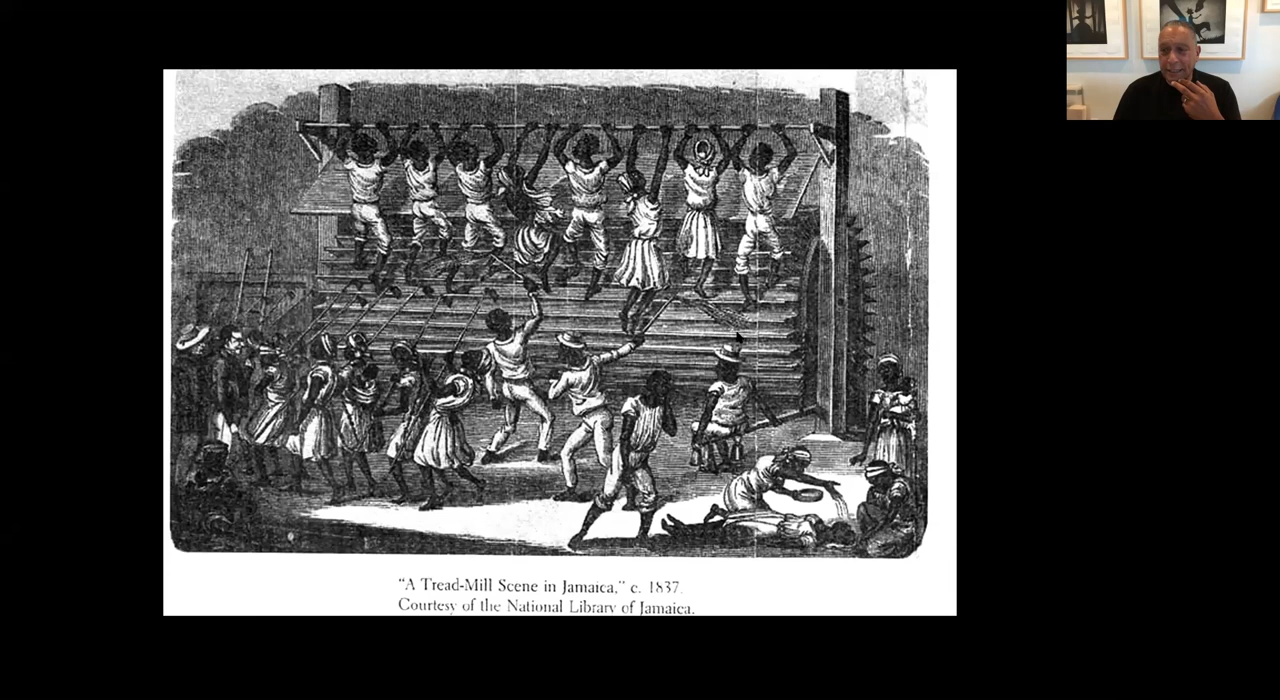 "A Tread-Mill Scene in Jamaica," c. 1837.
Courtesy of the National Library of Jamaica.